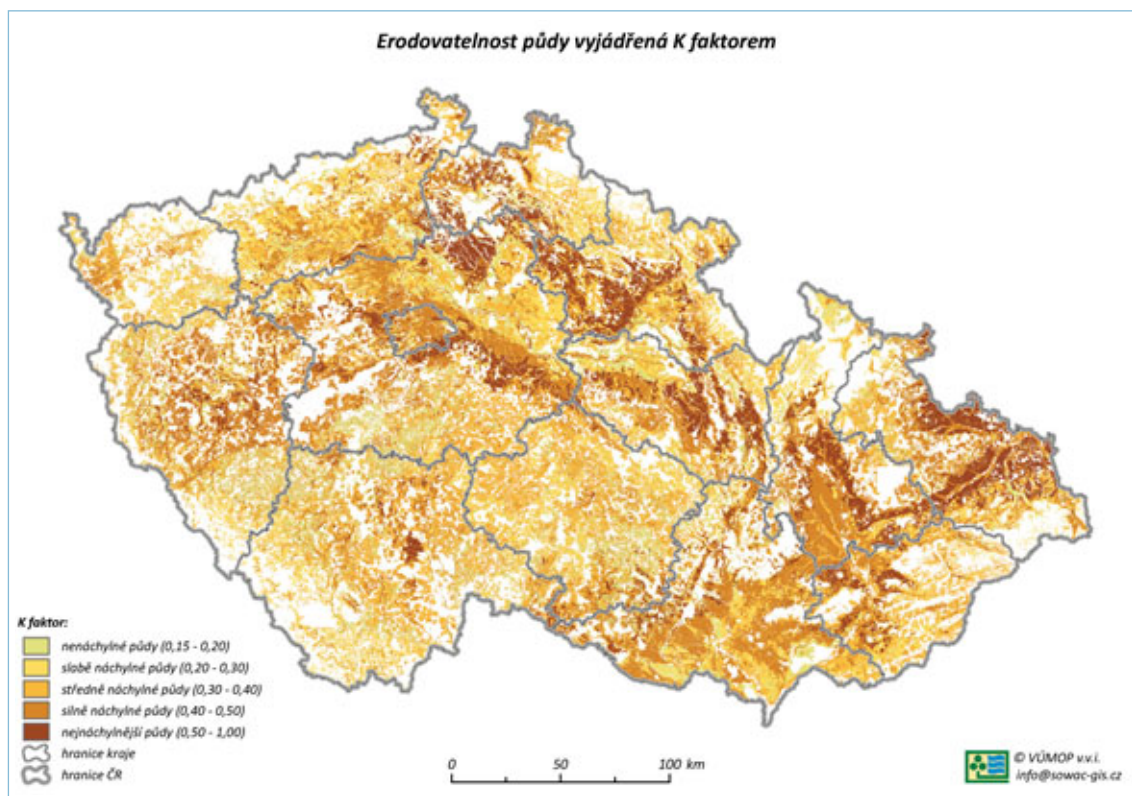 Erodovatelnost půdy vyjádřená K faktorem
K faktor:
nenáchylné půdy (0,15 - 0,20)
slabě náchylné půdy (0,20 - 0,30)
středně náchylné půdy (0,30 - 0,40)
silně náchylné půdy (0,40 - 0,50)
nejnáchylnější půdy (0,50 - 1,00)
hranice kraje
hranice ČR
0 50 100 km
© VÚMOP v.v.i.
info@sowac-gis.cz